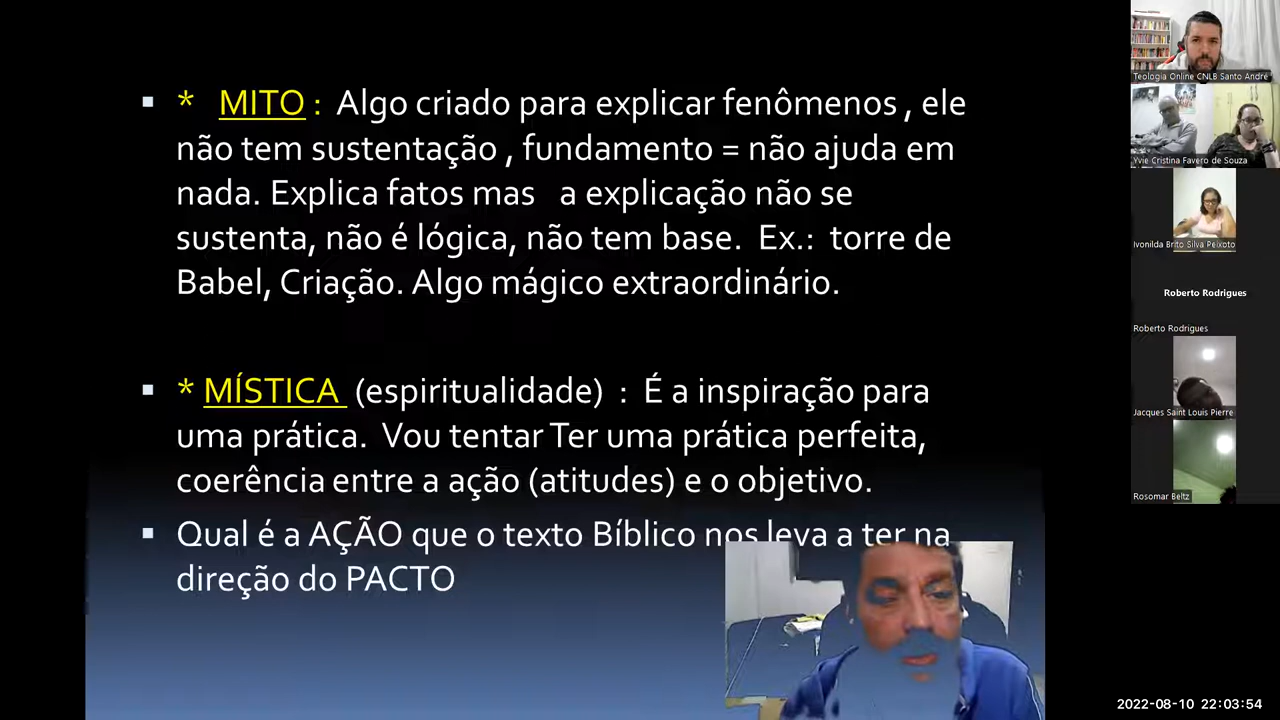 * MITO : Algo criado para explicar fenômenos , ele
não tem sustentação , fundamento = não ajuda em
nada. Explica fatos mas a explicação não se
sustenta, não é lógica, não tem base. Ex.: torre de
Babel, Criação. Algo mágico extraordinário.
* MÍSTICA (espiritualidade) : É a inspiração para
uma prática. Vou tentar Ter uma prática perfeita,
coerência entre a ação (atitudes) e o objetivo.
Qual é a AÇÃO que o texto Bíblico nos leva a ter na
direção do PACTO
Teologia Online CNLB Santo André
Yvie Cristina Favero de Souza
Ivonilda Brito Silva Peixoto
Roberto Rodrigues
Roberto Rodrigues
Jacques Saint Louis Pierre
Rosomar Beltz
2022-08-10 22:03:54